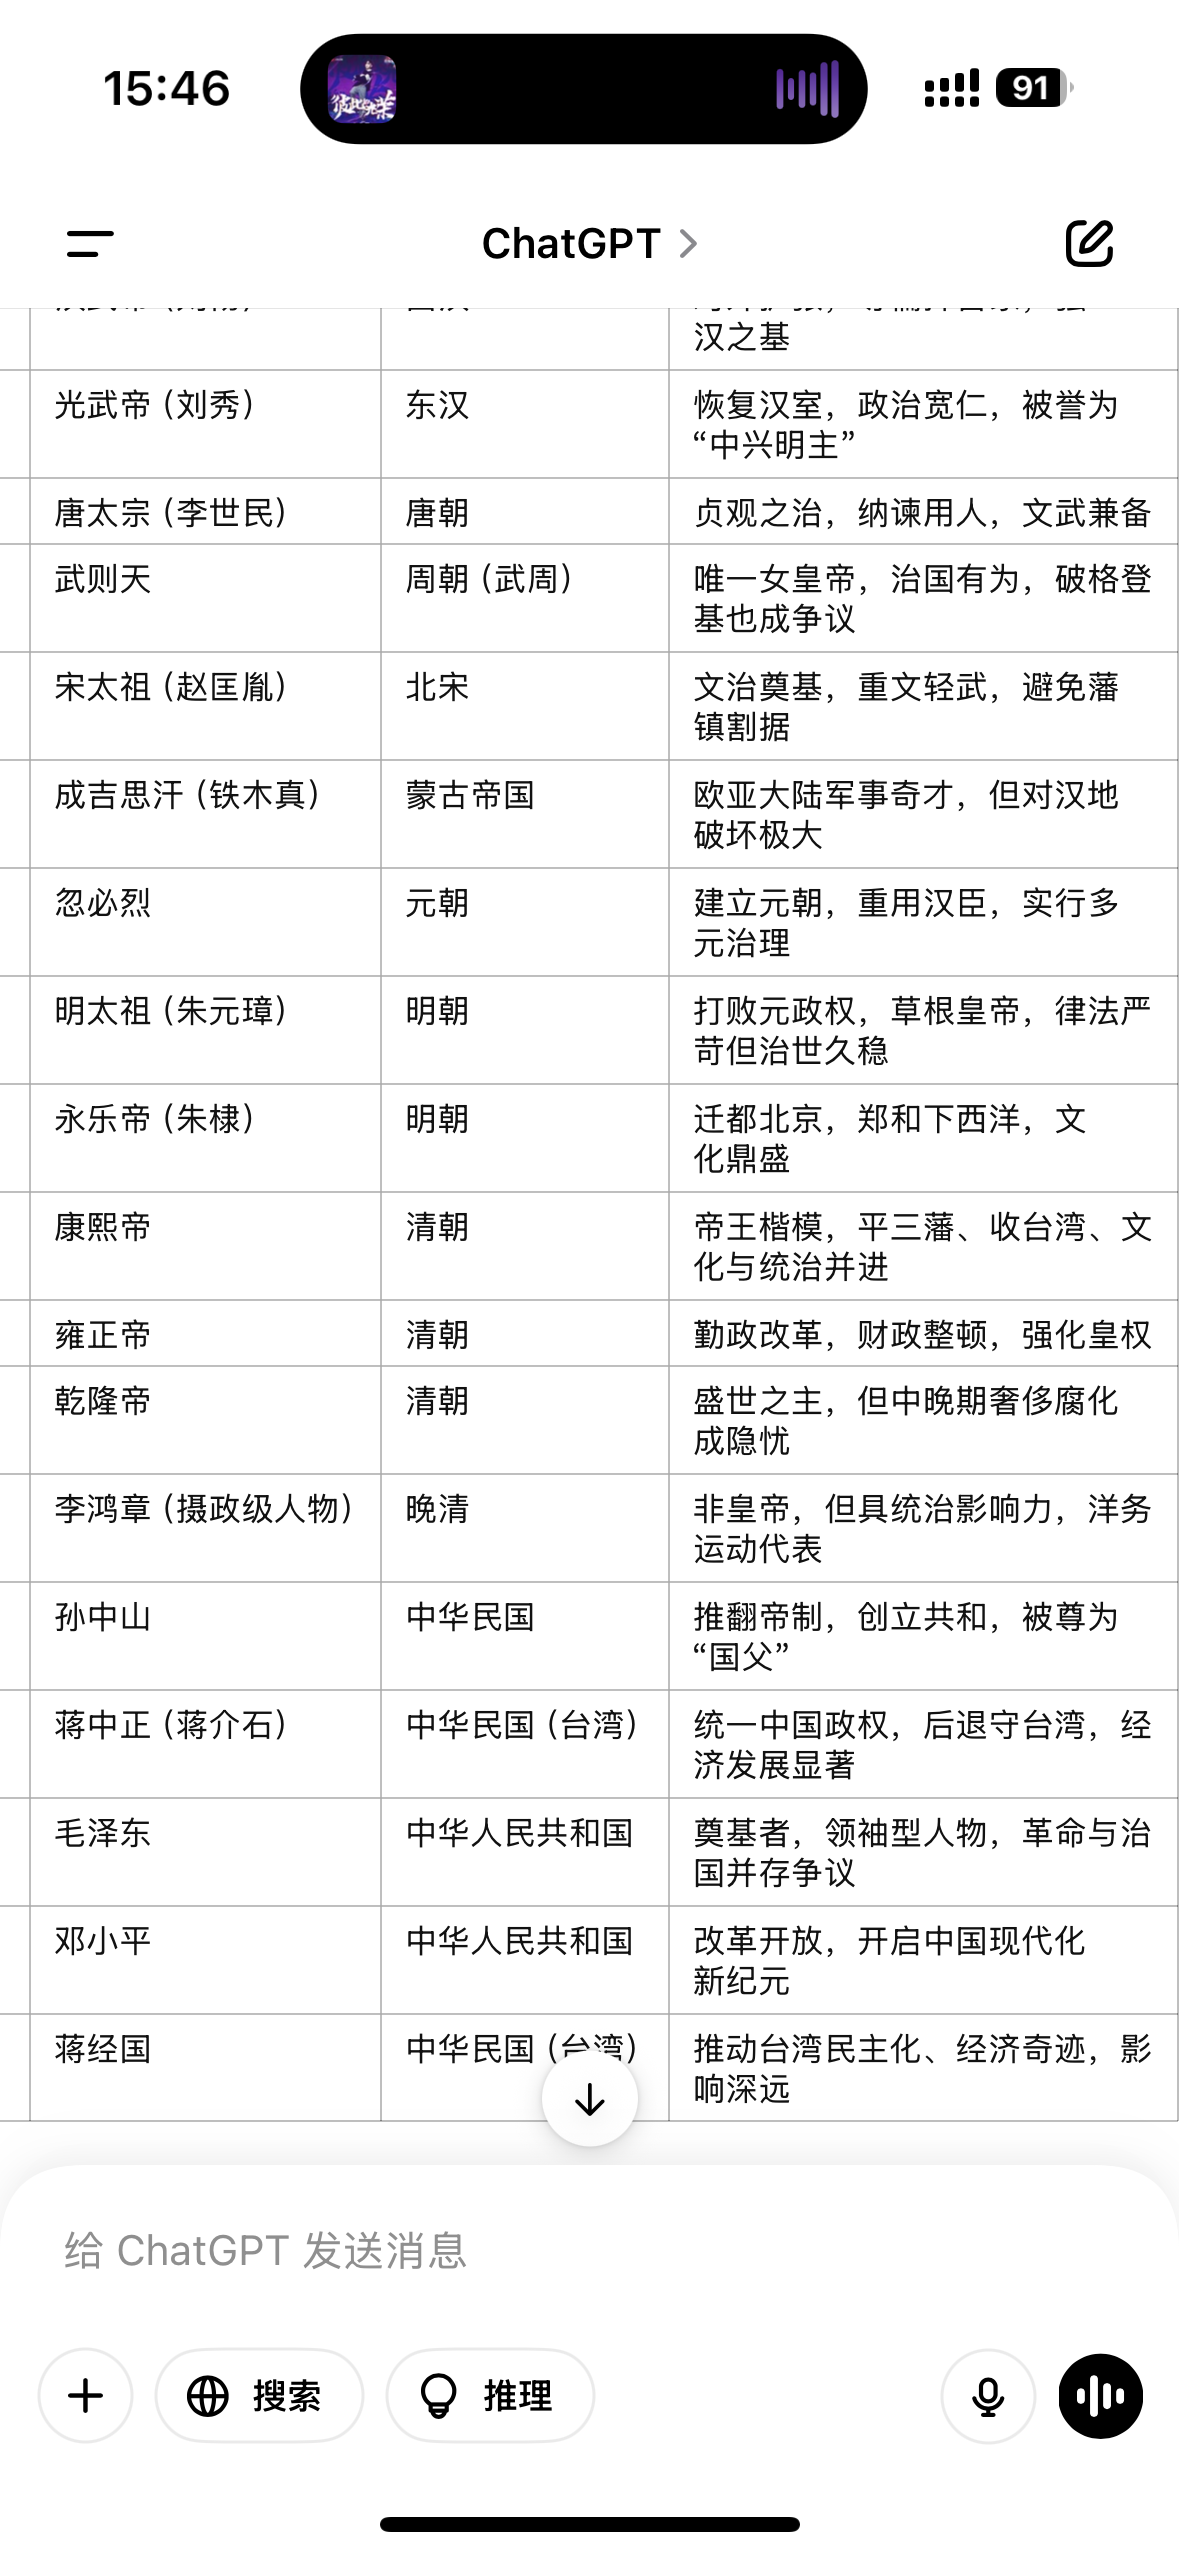 15:46
彼此光芒
91
ChatGPT
汉之基
光武帝（刘秀） 东汉 恢复汉室，政治宽仁，被誉为
“中兴明主”
唐太宗（李世民） 唐朝 贞观之治，纳谏用人，文武兼备
武则天 周朝（武周） 唯一女皇帝，治国有为，破格登
基也成争议
宋太祖（赵匡胤） 北宋 文治奠基，重文轻武，避免藩
镇割据
成吉思汗（铁木真） 蒙古帝国 欧亚大陆军事奇才，但对汉地
破坏极大
忽必烈 元朝 建立元朝，重用汉臣，实行多
元治理
明太祖（朱元璋） 明朝 打败元政权，草根皇帝，律法严
苛但治世久稳
永乐帝（朱棣） 明朝 迁都北京，郑和下西洋，文
化鼎盛
康熙帝 清朝 帝王楷模，平三藩、收台湾、文
化与统治并进
雍正帝 清朝 勤政改革，财政整顿，强化皇权
乾隆帝 清朝 盛世之主，但中晚期奢侈腐化
成隐忧
李鸿章（摄政级人物） 晚清 非皇帝，但具统治影响力，洋务
运动代表
孙中山 中华民国 推翻帝制，创立共和，被尊为
“国父”
蒋中正（蒋介石） 中华民国（台湾） 统一中国政权，后退守台湾，经
济发展显著
毛泽东 中华人民共和国 奠基者，领袖型人物，革命与治
国并存争议
邓小平 中华人民共和国 改革开放，开启中国现代化
新纪元
蒋经国 中华民国（台湾） 推动台湾民主化、经济奇迹，影
响深远
给 ChatGPT 发送消息
搜索 推理